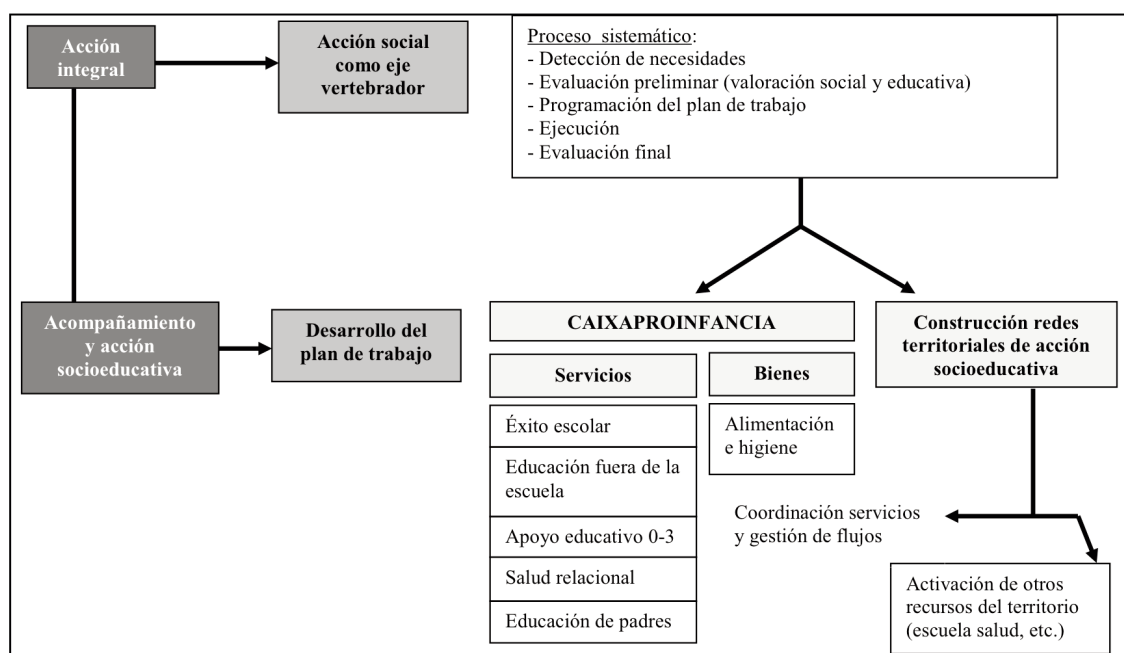 Acción
integral
Acción social
como eje
vertebrador
Proceso sistemático:
- Detección de necesidades
- Evaluación preliminar (valoración social y educativa)
- Programación del plan de trabajo
- Ejecución
- Evaluación final
Acompañamiento
y acción
socioeducativa
Desarrollo del
plan de trabajo
CAIXAPROINFANCIA
Servicios
Éxito escolar
Educación fuera de la
escuela
Apoyo educativo 0-3
Salud relacional
Educación de padres
Bienes
Alimentación
e higiene
Construcción redes
territoriales de acción
socioeducativa
Coordinación servicios
y gestión de flujos
Activación de otros
recursos del territorio
(escuela salud, etc.)